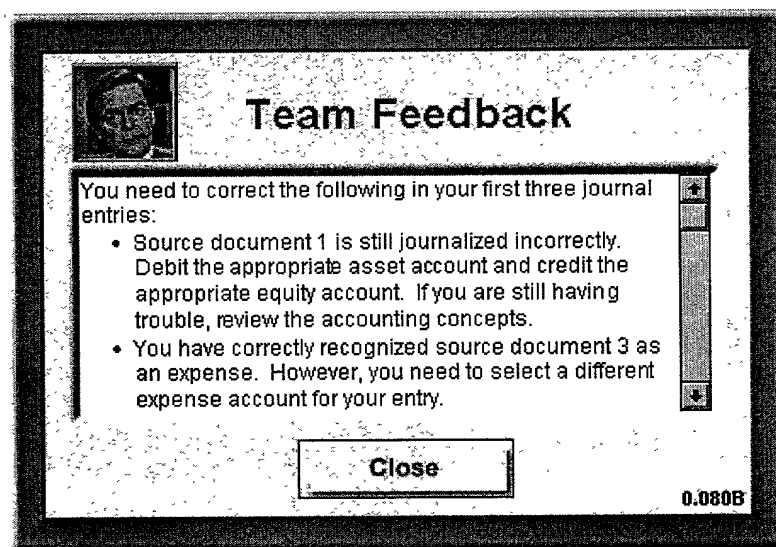 Team Feedback
You need to correct the following in your first three journal
entries:
• Source document 1 is still journalized incorrectly.
Debit the appropriate asset account and credit the
appropriate equity account.  If you are still having
trouble, review the accounting concepts.
• You have correctly recognized source document 3 as
an expense.  However, you need to select a different
expense account for your entry.
Close
0.080B